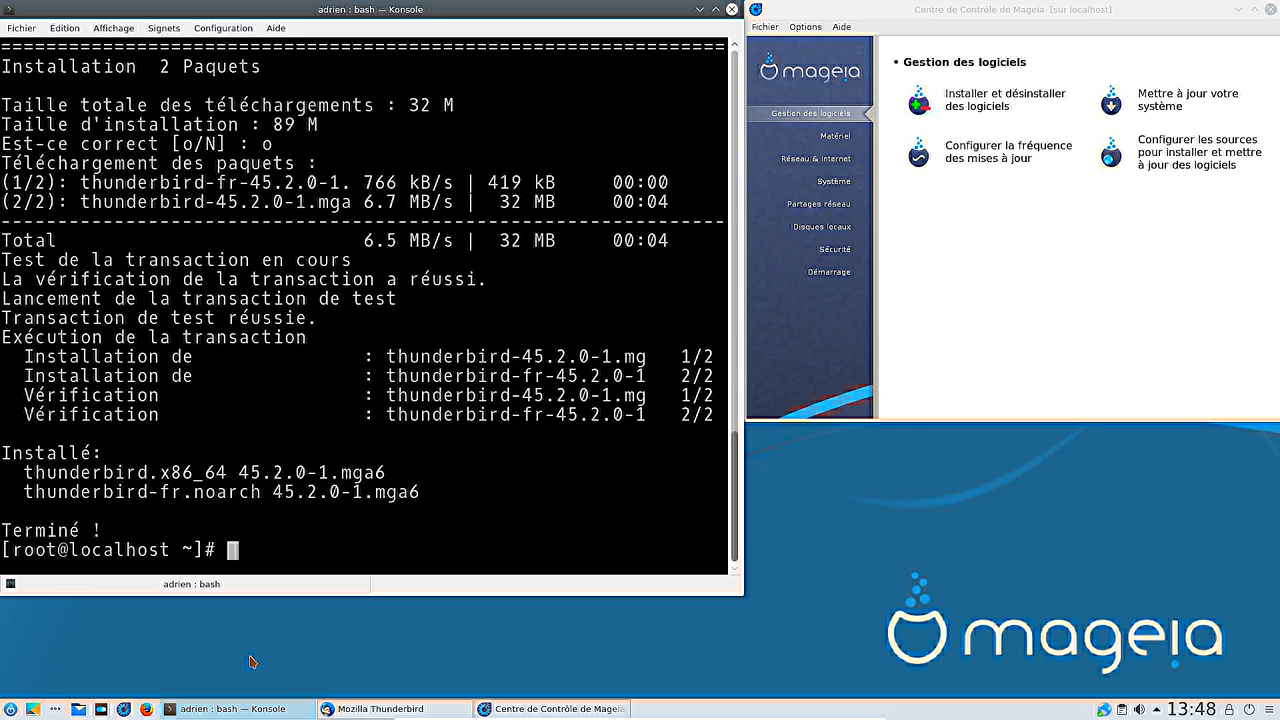 adrien : bash — Konsole
Fichier Édition Affichage Signets Configuration Aide
Installation 2 Paquets
Taille totale des téléchargements : 32 M
Taille d'installation : 89 M
Est-ce correct [o/N] : o
Téléchargement des paquets :
(1/2): thunderbird-fr-45.2.0-1. 766 kB/s | 419 kB 00:00
(2/2): thunderbird-45.2.0-1.mga 6.7 MB/s | 32 MB 00:04
--------------------------------------------------------------------------------
Total 6.5 MB/s | 32 MB 00:04
Test de la transaction en cours
La vérification de la transaction a réussi.
Lancement de la transaction de test
Transaction de test réussie.
Exécution de la transaction
Installation de : thunderbird-45.2.0-1.mg 1/2
Installation de : thunderbird-fr-45.2.0-1 2/2
Vérification : thunderbird-45.2.0-1.mg 1/2
Vérification : thunderbird-fr-45.2.0-1 2/2
Installé:
thunderbird.x86_64 45.2.0-1.mga6
thunderbird-fr.noarch 45.2.0-1.mga6
Terminé !
[root@localhost ~]#
adrien : bash
Centre de Contrôle de Mageia [sur localhost]
Fichier Options Aide
mageia
Gestion des logiciels
Matériel
Réseau & Internet
Système
Partages réseau
Disques locaux
Sécurité
Démarrage
• Gestion des logiciels
Installer et désinstaller
des logiciels
Mettre à jour votre
système
Configurer la fréquence
des mises à jour
Configurer les sources
pour installer et mettre
à jour des logiciels
mageia
adrien : bash — Konsole
Mozilla Thunderbird
Centre de Contrôle de Mageia
13:48